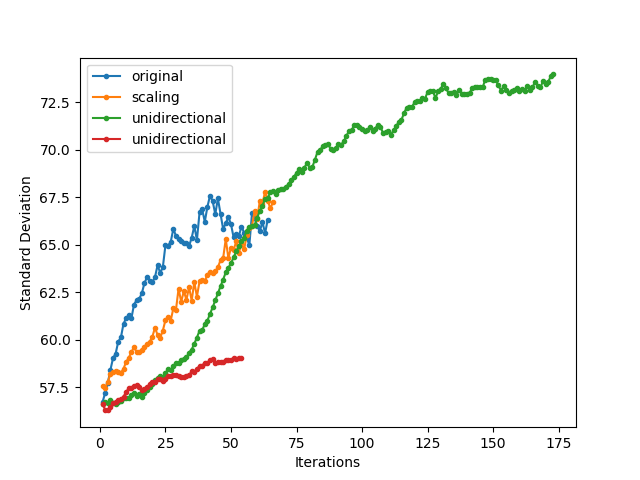 original
scaling
unidirectional
unidirectional
Standard Deviation
72.5
70.0
67.5
65.0
62.5
60.0
57.5
0 25 50 75 100 125 150 175
Iterations